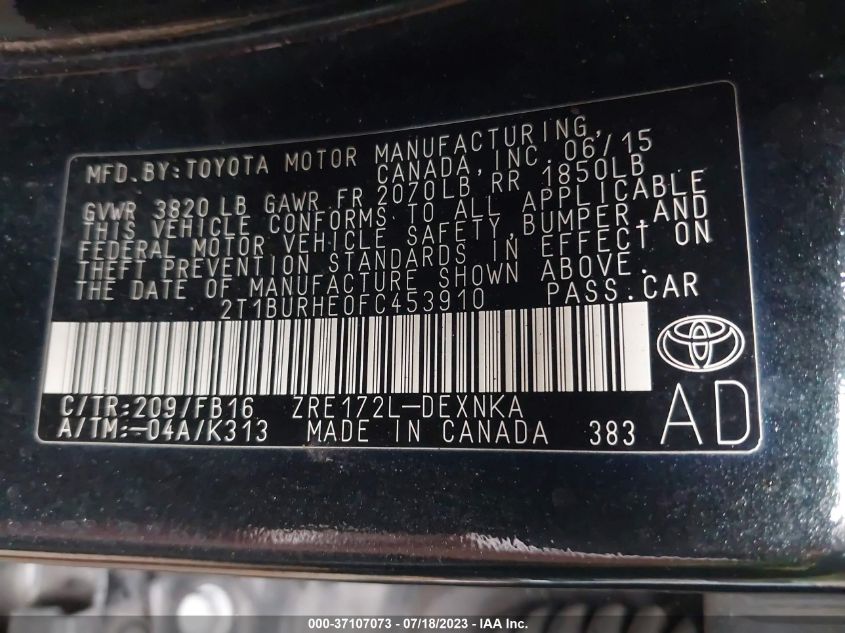 MFD. BY: TOYOTA MOTOR MANUFACTURING,
CANADA, INC. 06/15
GVWR 3820 LB GAWR FR 2070LB RR 1850LB
THIS VEHICLE CONFORMS TO ALL APPLICABLE
FEDERAL MOTOR VEHICLE SAFETY, BUMPER, AND
THEFT PREVENTION STANDARDS IN EFFECT ON
THE DATE OF MANUFACTURE SHOWN ABOVE.
2T1BURHE0FC453910 PASS. CAR
C/TR: 209/FB16 ZRE172L-DEXNKA
A/TM: -04A/K313 MADE IN CANADA 383
AD
000-37107073 - 07/18/2023 - IAA Inc.